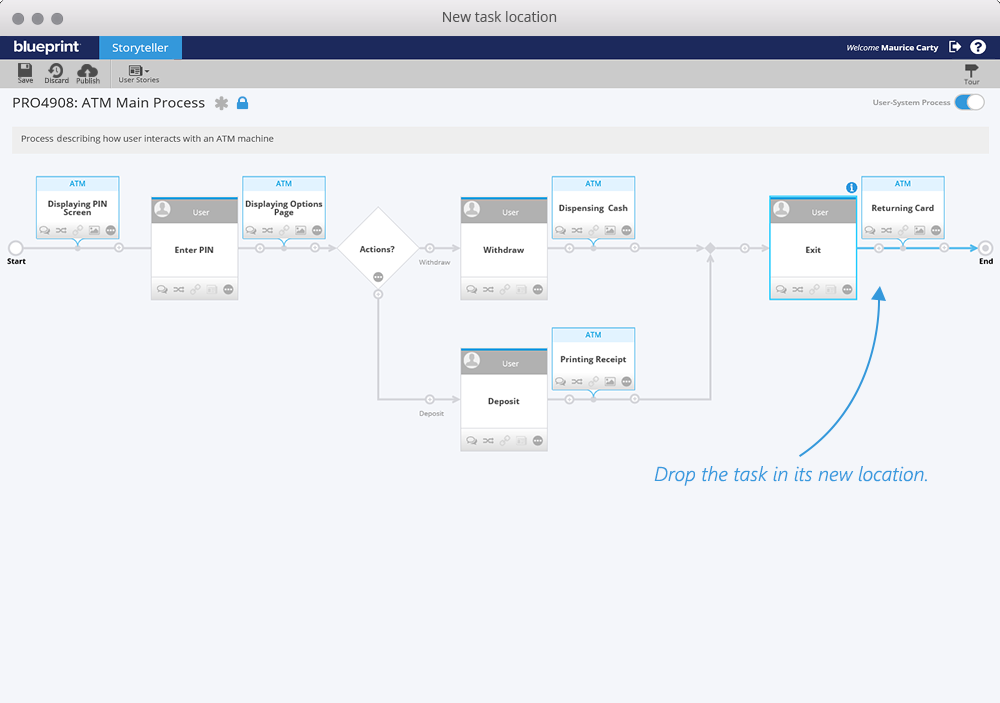 New task location
blueprint
Storyteller
Welcome Maurice Carty
?
Save
Discard
Publish
User Stories
Tour
PRO4908: ATM Main Process
User-System Process
Process describing how user interacts with an ATM machine
ATM
Displaying PIN
Screen
Start
User
Enter PIN
ATM
Displaying Options
Page
Actions?
Withdraw
User
Withdraw
ATM
Dispensing Cash
User
Exit
i
ATM
Returning Card
End
Deposit
User
Deposit
ATM
Printing Receipt
Drop the task in its new location.